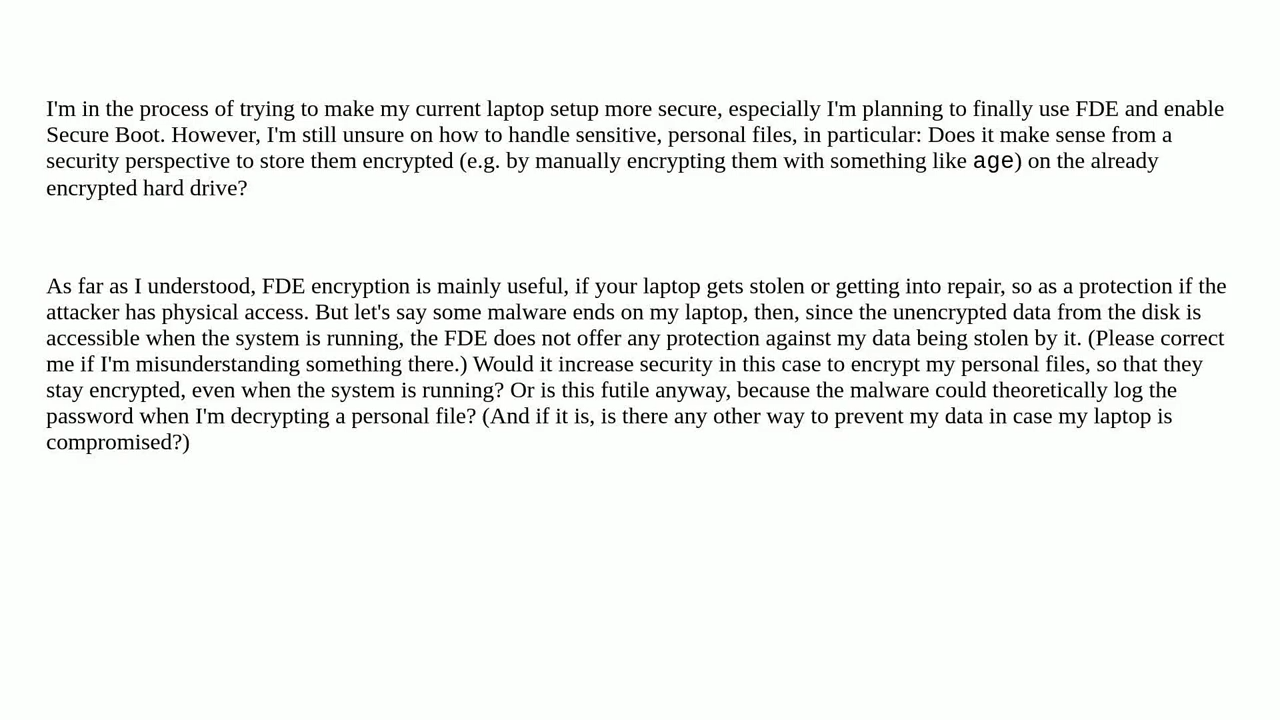 I'm in the process of trying to make my current laptop setup more secure, especially I'm planning to finally use FDE and enable
Secure Boot. However, I'm still unsure on how to handle sensitive, personal files, in particular: Does it make sense from a
security perspective to store them encrypted (e.g. by manually encrypting them with something like age) on the already
encrypted hard drive?
As far as I understood, FDE encryption is mainly useful, if your laptop gets stolen or getting into repair, so as a protection if the
attacker has physical access. But let's say some malware ends on my laptop, then, since the unencrypted data from the disk is
accessible when the system is running, the FDE does not offer any protection against my data being stolen by it. (Please correct
me if I'm misunderstanding something there.) Would it increase security in this case to encrypt my personal files, so that they
stay encrypted, even when the system is running? Or is this futile anyway, because the malware could theoretically log the
password when I'm decrypting a personal file? (And if it is, is there any other way to prevent my data in case my laptop is
compromised?)